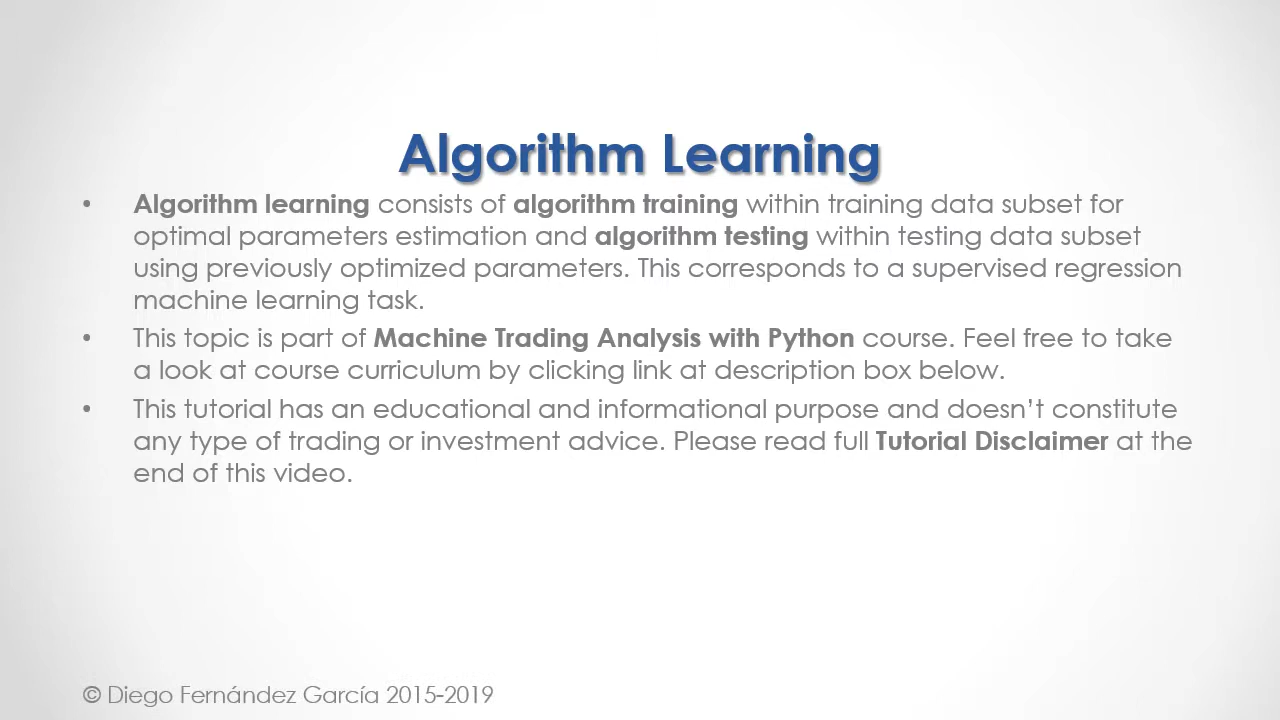 Algorithm Learning
• Algorithm learning consists of algorithm training within training data subset for
optimal parameters estimation and algorithm testing within testing data subset
using previously optimized parameters. This corresponds to a supervised regression
machine learning task.
• This topic is part of Machine Trading Analysis with Python course. Feel free to take
a look at course curriculum by clicking link at description box below.
• This tutorial has an educational and informational purpose and doesn’t constitute
any type of trading or investment advice. Please read full Tutorial Disclaimer at the
end of this video.
© Diego Fernández García 2015-2019